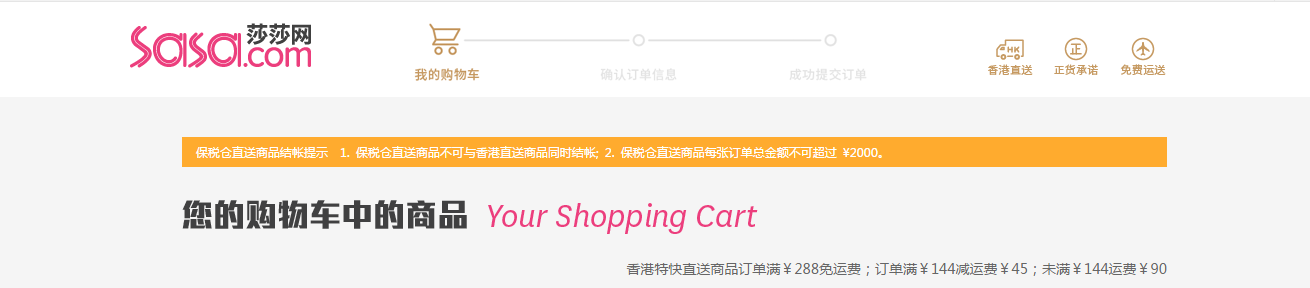 sasa.com 莎莎网
我的购物车
确认订单信息
成功提交订单
HK
香港直送
正
正货承诺
免费运送
保税仓直送商品结帐提示 1. 保税仓直送商品不可与香港直送商品同时结帐; 2. 保税仓直送商品每张订单总金额不可超过 ¥2000。
您的购物车中的商品 Your Shopping Cart
香港特快直送商品订单满￥288免运费；订单满￥144减运费￥45；未满￥144运费￥90